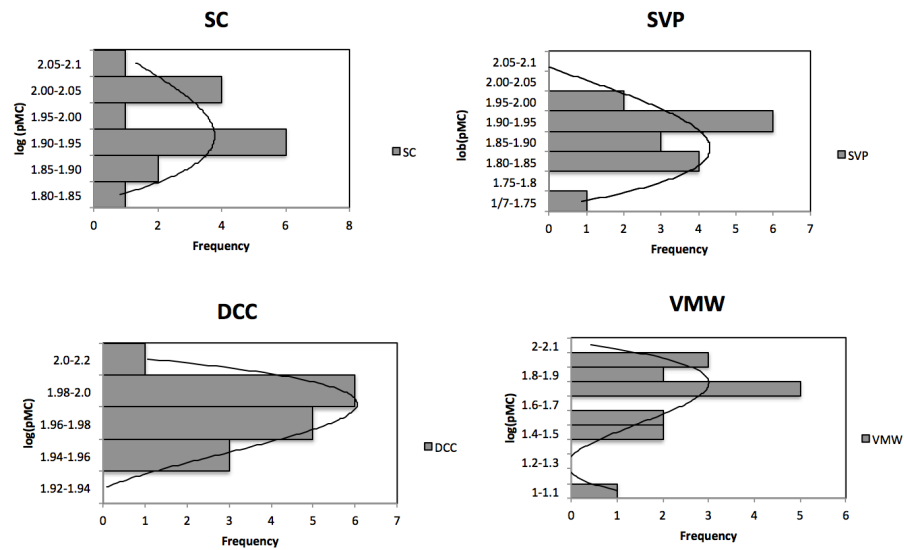 SC
log (pMC)
2.05-2.1
2.00-2.05
1.95-2.00
1.90-1.95
1.85-1.90
1.80-1.85
0 2 4 6 8
Frequency
SC
SVP
lob(pMC)
2.05-2.1
2.00-2.05
1.95-2.00
1.90-1.95
1.85-1.90
1.80-1.85
1.75-1.8
1/7-1.75
0 1 2 3 4 5 6 7
Frequency
SVP
DCC
log(pMC)
2.0-2.2
1.98-2.0
1.96-1.98
1.94-1.96
1.92-1.94
0 1 2 3 4 5 6 7
Frequency
DCC
VMW
log(pMC)
2-2.1
1.8-1.9
1.6-1.7
1.4-1.5
1.2-1.3
1-1.1
0 1 2 3 4 5 6
Frequency
VMW